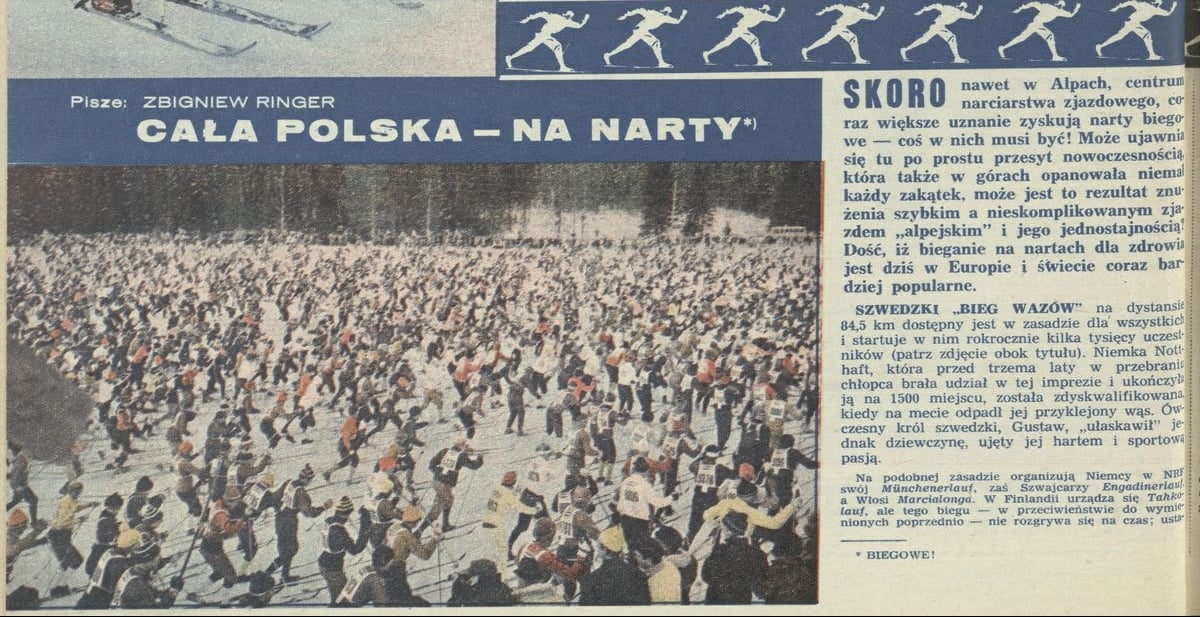 Pisze: ZBIGNIEW RINGER
CAŁA POLSKA – NA NARTY*)
SKORO nawet w Alpach, centrum
narciarstwa zjazdowego, co-
raz większe uznanie zyskują narty biego-
we — coś w nich musi być! Może ujawnia
się tu po prostu przesyt nowoczesnością,
która także w górach opanowała niemal
każdy zakątek, może jest to rezultat znu-
żenia szybkim a nieskomplikowanym zja-
zdem „alpejskim" i jego jednostajnością?
Dość, iż bieganie na nartach dla zdrowia
jest dziś w Europie i świecie coraz bar-
dziej popularne.
SZWEDZKI „BIEG WAZÓW" na dystansie
84,5 km dostępny jest w zasadzie dla wszystkich
i startuje w nim rokrocznie kilka tysięcy uczest-
ników (patrz zdjęcie obok tytułu). Niemka Nott-
haft, która przed trzema laty w przebraniu
chłopca brała udział w tej imprezie i ukończyła
ją na 1500 miejscu, została zdyskwalifikowana,
kiedy na mecie odpadł jej przyklejony wąs. Ów-
czesny król szwedzki, Gustaw, „ułaskawił" je-
dnak dziewczynę, ujęty jej hartem i sportową
pasją.
Na podobnej zasadzie organizują Niemcy w NRF
swój Münchenerlauf, zaś Szwajcarzy Engadinerlauf,
a Włosi Marcialonga. W Finlandii urządza się Tahko-
lauf, ale tego biegu — w przeciwieństwie do wymie-
nionych poprzednio — nie rozgrywa się na czas; usta-
* BIEGOWE!